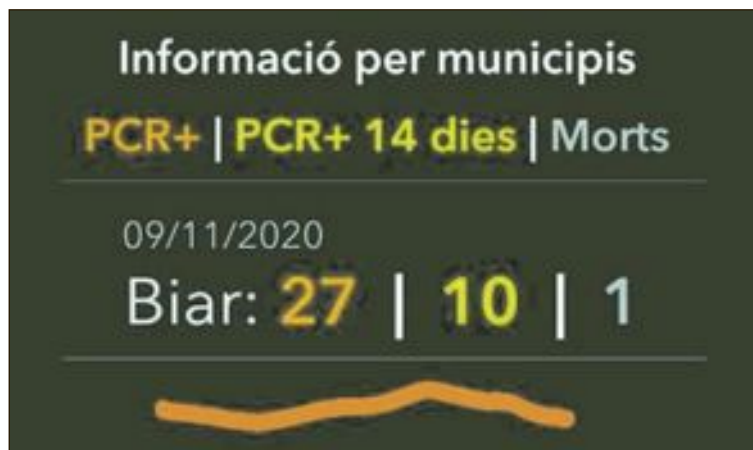 Informació per municipis
PCR+ | PCR+ 14 dies | Morts
09/11/2020
Biar: 27 | 10 | 1